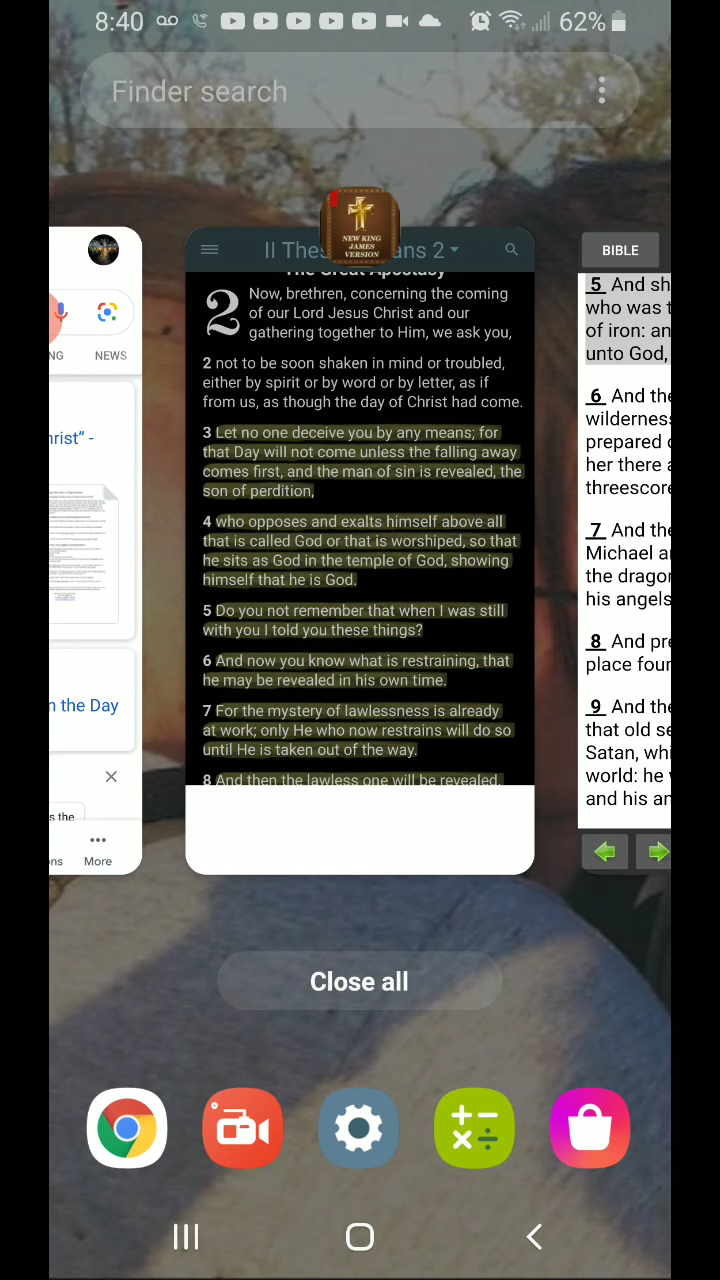 8:40
62%
Finder search
NEW KING
JAMES
VERSION
II Thes ans 2
The Great Apostasy
2 Now, brethren, concerning the coming
of our Lord Jesus Christ and our
gathering together to Him, we ask you,
2 not to be soon shaken in mind or troubled,
either by spirit or by word or by letter, as if
from us, as though the day of Christ had come.
3 Let no one deceive you by any means; for
that Day will not come unless the falling away
comes first, and the man of sin is revealed, the
son of perdition,
4 who opposes and exalts himself above all
that is called God or that is worshiped, so that
he sits as God in the temple of God, showing
himself that he is God.
5 Do you not remember that when I was still
with you I told you these things?
6 And now you know what is restraining, that
he may be revealed in his own time.
7 For the mystery of lawlessness is already
at work; only He who now restrains will do so
until He is taken out of the way.
8 And then the lawless one will be revealed,
NG NEWS
hrist” -
n the Day
s the
ns More
BIBLE
5 And sh
who was t
of iron: an
unto God,
6 And the
wilderness
prepared o
her there a
threescore
7 And the
Michael an
the dragon
his angels
8 And pre
place foun
9 And the
that old se
Satan, whi
world: he w
and his an
Close all